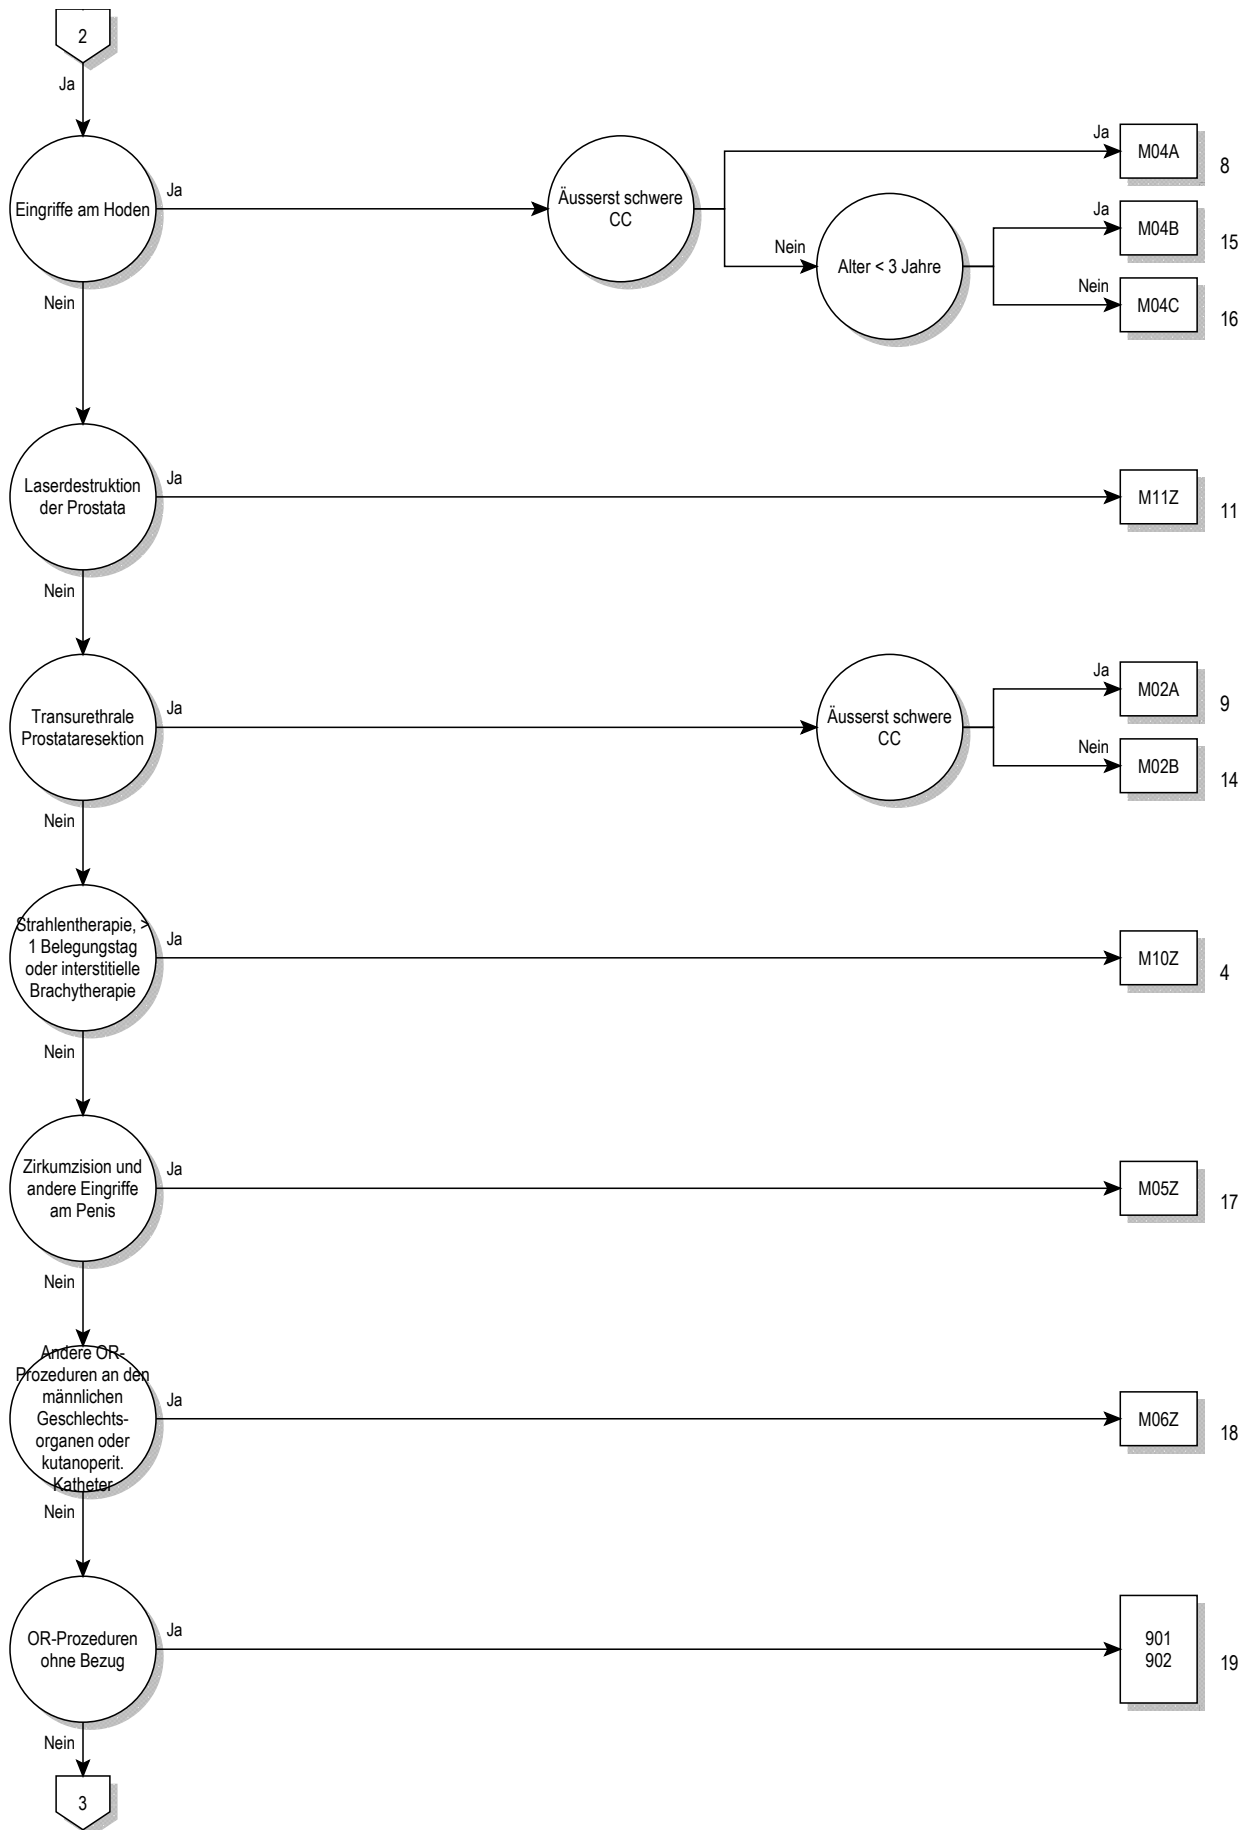 2
Ja
Eingriffe am Hoden
Ja
Äusserst schwere
CC
Ja
M04A
8
Nein
Alter < 3 Jahre
Ja
M04B
15
Nein
M04C
16
Nein
Laserdestruktion
der Prostata
Ja
M11Z
11
Nein
Transurethrale
Prostataresektion
Ja
Äusserst schwere
CC
Ja
M02A
9
Nein
M02B
14
Nein
Strahlentherapie, >
1 Belegungstag
oder interstitielle
Brachytherapie
Ja
M10Z
4
Nein
Zirkumzision und
andere Eingriffe
am Penis
Ja
M05Z
17
Nein
Andere OR-
Prozeduren an den
männlichen
Geschlechts-
organen oder
kutanoperit.
Katheter
Ja
M06Z
18
Nein
OR-Prozeduren
ohne Bezug
Ja
901
902
19
Nein
3